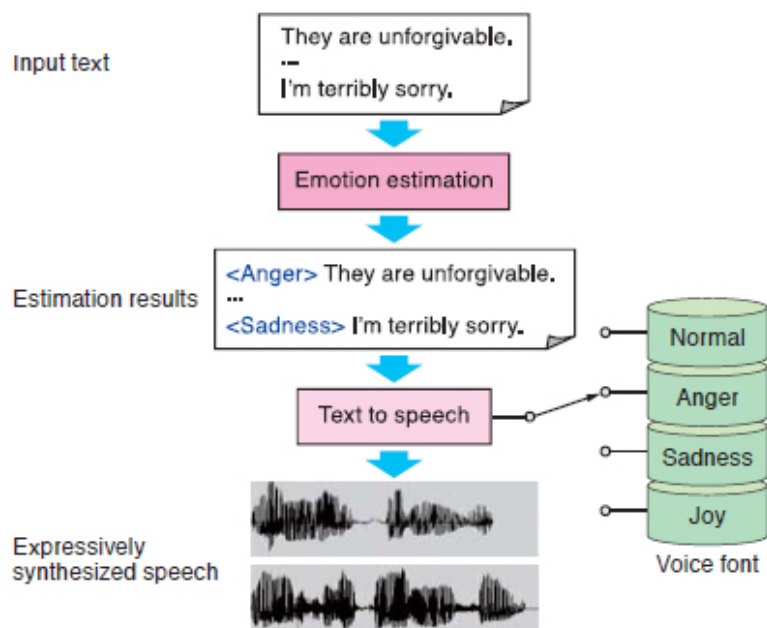 Input text
They are unforgivable.
...
I'm terribly sorry.
Emotion estimation
Estimation results
<Anger> They are unforgivable.
...
<Sadness> I'm terribly sorry.
Text to speech
Normal
Anger
Sadness
Joy
Voice font
Expressively
synthesized speech